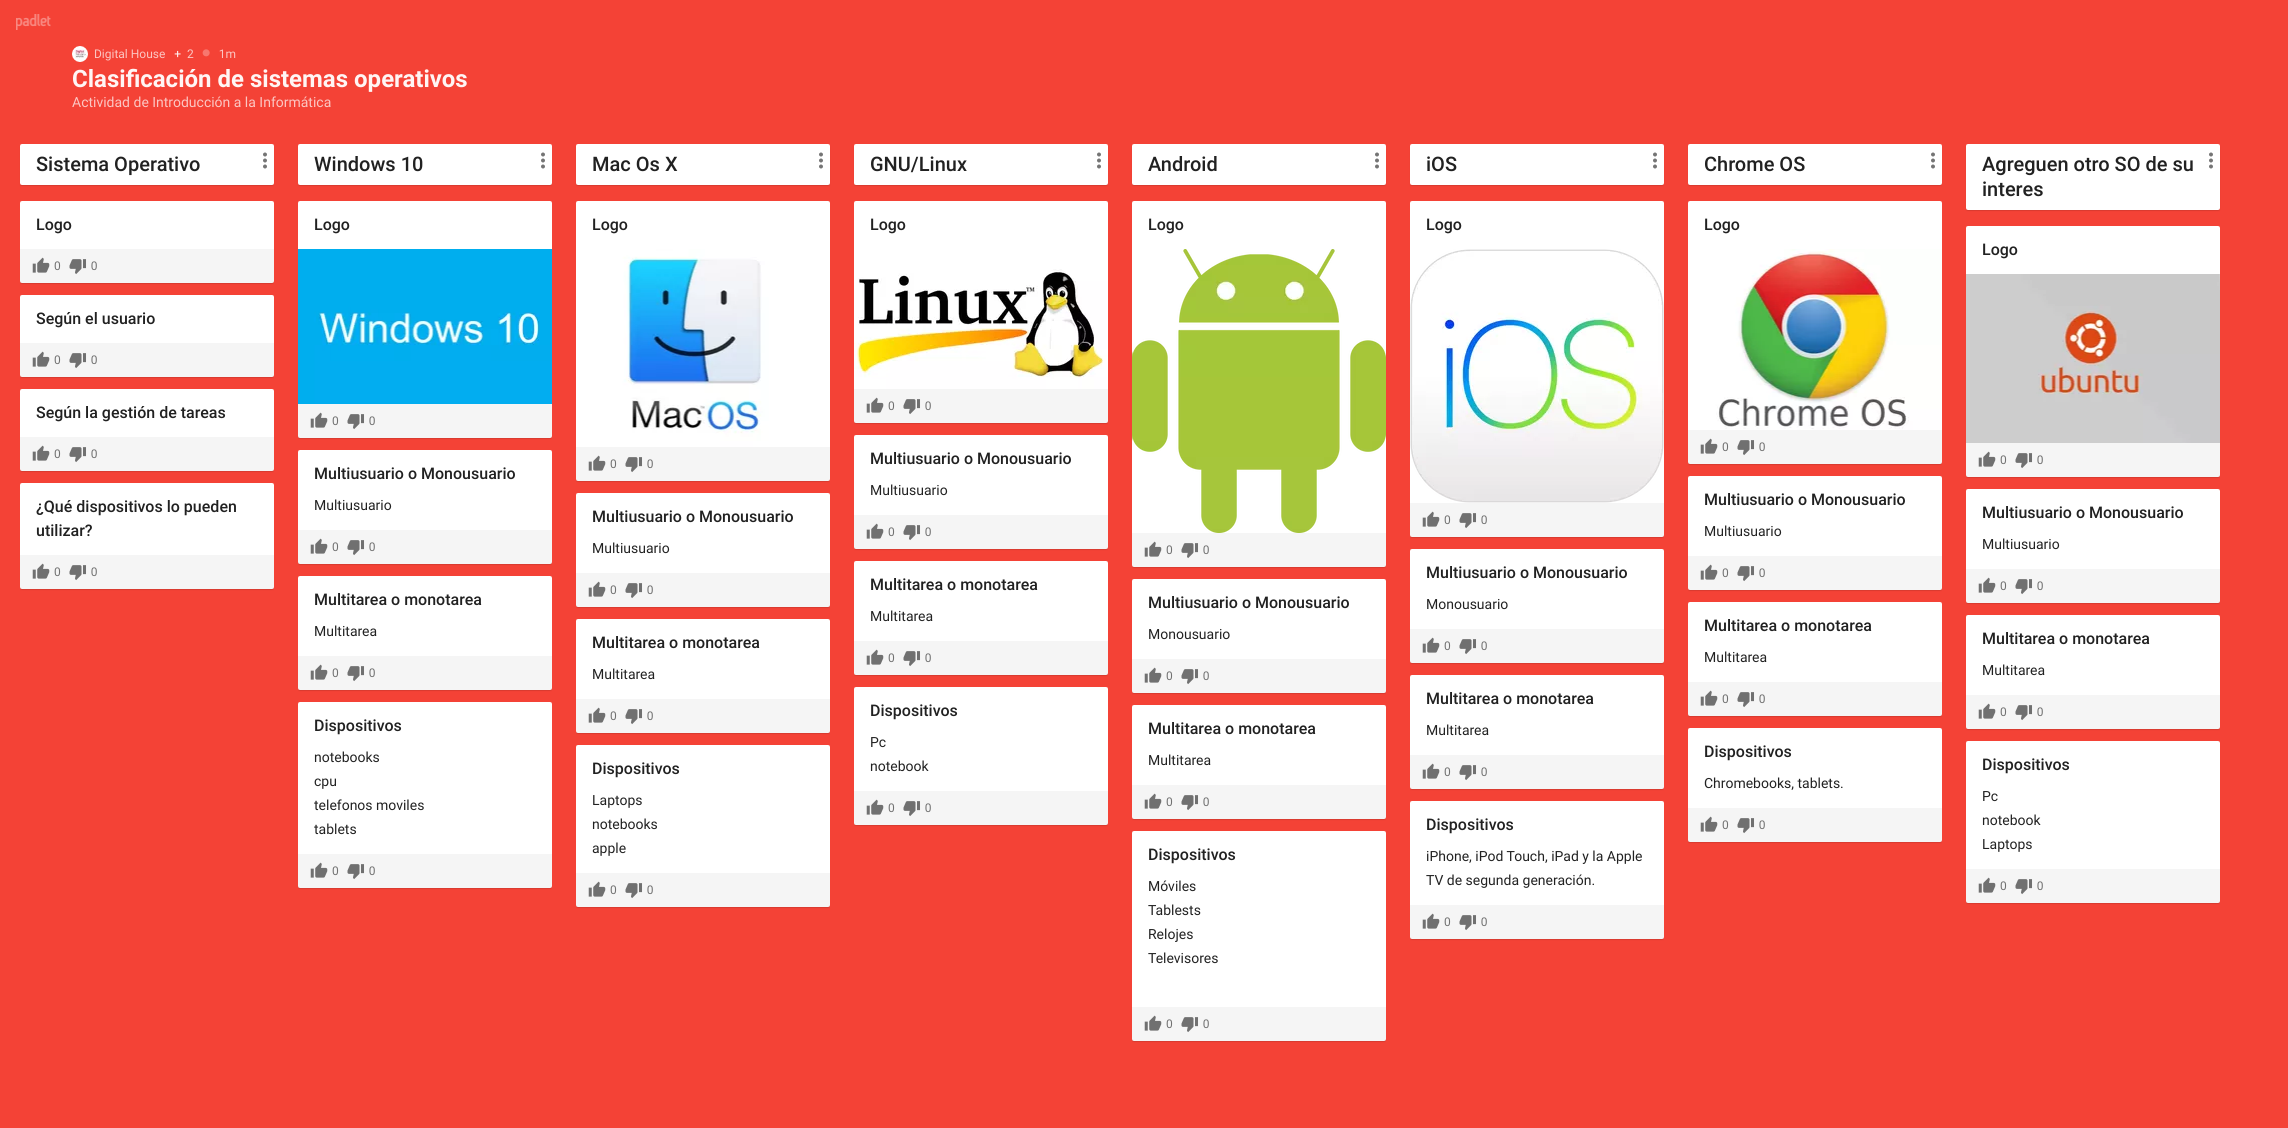 padlet
Digital House + 2 1m
Clasificación de sistemas operativos
Actividad de Introducción a la Informática
Sistema Operativo
Logo
0 0
Según el usuario
0 0
Según la gestión de tareas
0 0
¿Qué dispositivos lo pueden
utilizar?
0 0
Windows 10
Logo
Windows 10
0 0
Multiusuario o Monousuario
Multiusuario
0 0
Multitarea o monotarea
Multitarea
0 0
Dispositivos
notebooks
cpu
telefonos moviles
tablets
0 0
Mac Os X
Logo
MacOS
0 0
Multiusuario o Monousuario
Multiusuario
0 0
Multitarea o monotarea
Multitarea
0 0
Dispositivos
Laptops
notebooks
apple
0 0
GNU/Linux
Logo
Linux™
0 0
Multiusuario o Monousuario
Multiusuario
0 0
Multitarea o monotarea
Multitarea
0 0
Dispositivos
Pc
notebook
0 0
Android
Logo
0 0
Multiusuario o Monousuario
Monousuario
0 0
Multitarea o monotarea
Multitarea
0 0
Dispositivos
Móviles
Tablests
Relojes
Televisores
0 0
iOS
Logo
iOS
0 0
Multiusuario o Monousuario
Monousuario
0 0
Multitarea o monotarea
Multitarea
0 0
Dispositivos
iPhone, iPod Touch, iPad y la Apple
TV de segunda generación.
0 0
Chrome OS
Logo
Chrome OS
0 0
Multiusuario o Monousuario
Multiusuario
0 0
Multitarea o monotarea
Multitarea
0 0
Dispositivos
Chromebooks, tablets.
0 0
Agreguen otro SO de su
interes
Logo
ubuntu
0 0
Multiusuario o Monousuario
Multiusuario
0 0
Multitarea o monotarea
Multitarea
0 0
Dispositivos
Pc
notebook
Laptops
0 0